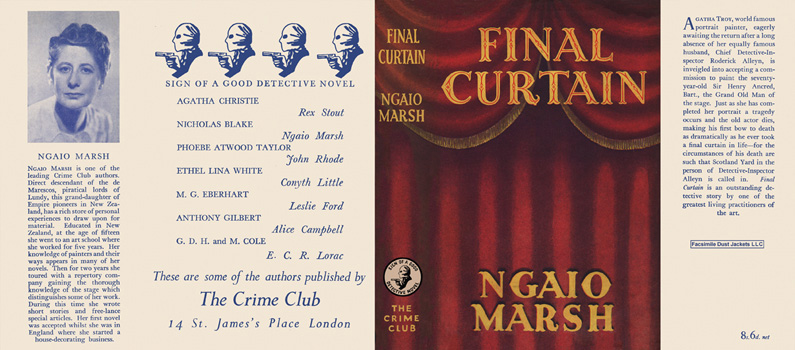 NGAIO MARSH
NGAIO MARSH is one of the
leading Crime Club authors.
Direct descendant of the de
Marescos, piratical lords of
Lundy, this grand-daughter of
Empire pioneers in New Zea-
land, has a rich store of personal
experiences to draw upon for
material. Educated in New
Zealand, at the age of fifteen
she went to an art school where
she worked for five years. Her
knowledge of painters and their
ways appears in many of her
novels. Then for two years she
toured with a repertory com-
pany gaining the thorough
knowledge of the stage which
distinguishes some of her work.
During this time she wrote
short stories and free-lance
special articles. Her first novel
was accepted whilst she was in
England where she started a
house-decorating business.
SIGN OF A GOOD DETECTIVE NOVEL
AGATHA CHRISTIE
Rex Stout
NICHOLAS BLAKE
Ngaio Marsh
PHOEBE ATWOOD TAYLOR
John Rhode
ETHEL LINA WHITE
Conyth Little
M. G. EBERHART
Leslie Ford
ANTHONY GILBERT
Alice Campbell
G. D. H. and M. COLE
E. C. R. Lorac
These are some of the authors published by
The Crime Club
14 St. James's Place London
FINAL
CURTAIN
NGAIO
MARSH
SIGN OF A GOOD
DETECTIVE NOVEL
THE
CRIME
CLUB
FINAL
CURTAIN
NGAIO
MARSH
AGATHA TROY, world famous
portrait painter, eagerly
awaiting the return after a long
absence of her equally famous
husband, Chief Detective-In-
spector Roderick Alleyn, is
inveigled into accepting a com-
mission to paint the seventy-
year-old Sir Henry Ancred,
Bart., the Grand Old Man of
the stage. Just as she has com-
pleted her portrait a tragedy
occurs and the old actor dies,
making his first bow to death
as dramatically as he ever took
a final curtain in life—for the
circumstances of his death are
such that Scotland Yard in the
person of Detective-Inspector
Alleyn is called in. Final
Curtain is an outstanding de-
tective story by one of the
greatest living practitioners of
the art.
Facsimile Dust Jackets LLC
8s. 6d. net